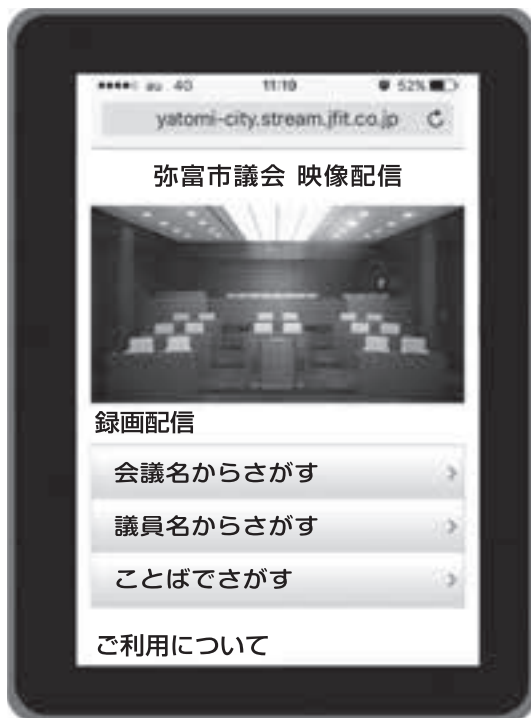 au 4G 11:19 52%
yatomi-city.stream.jfit.co.jp
弥富市議会 映像配信
録画配信
会議名からさがす
議員名からさがす
ことばでさがす
ご利用について